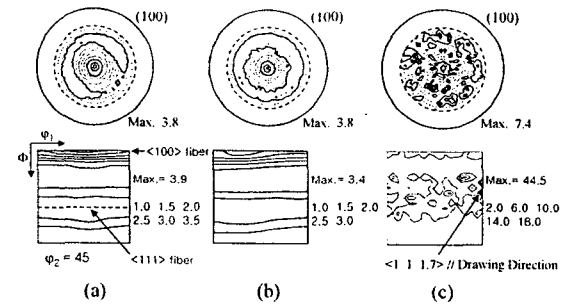 (100)
(100)
(100)
Max. 3.8
Max. 3.8
Max. 7.4
φ₁
Φ
<100> fiber
Max.= 3.9
1.0 1.5 2.0
2.5 3.0 3.5
<111> fiber
φ₂ = 45
Max.= 3.4
1.0 1.5 2.0
2.5 3.0
Max.= 44.5
2.0 6.0 10.0
14.0 18.0
<1 1 1.7> // Drawing Direction
(a)
(b)
(c)